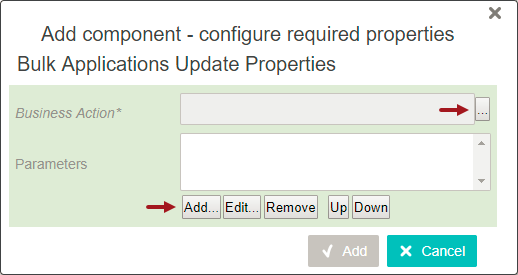 Add component - configure required properties
Bulk Applications Update Properties
Business Action* ...
Parameters
Add... Edit... Remove Up Down
Add Cancel